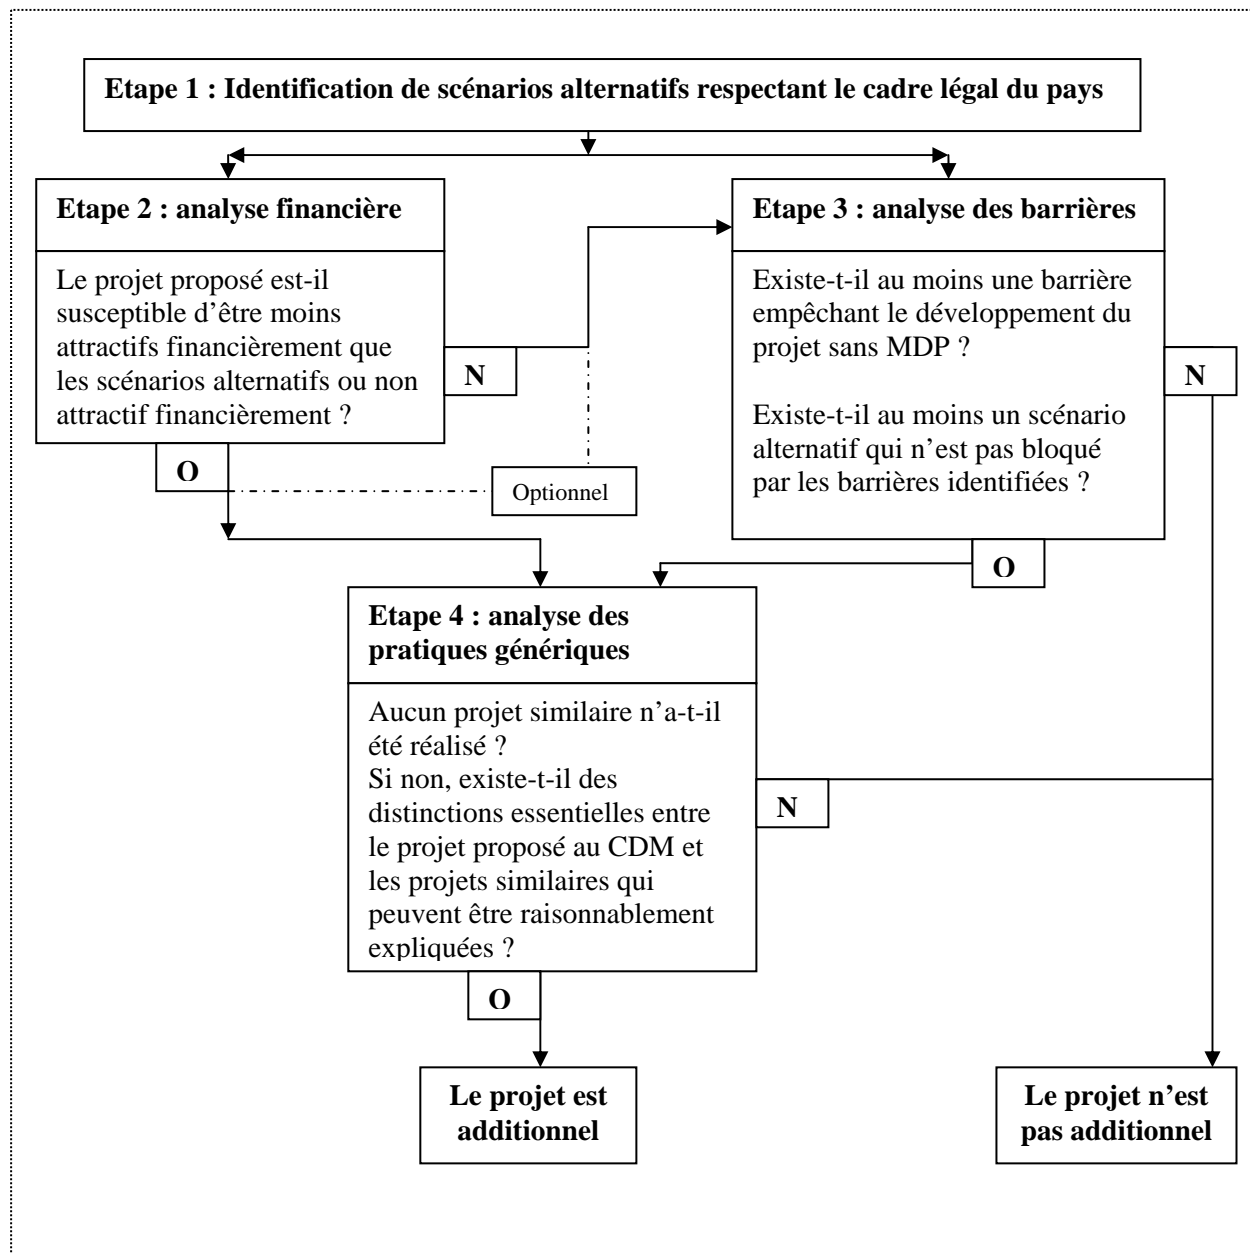 Etape 1 : Identification de scénarios alternatifs respectant le cadre légal du pays
Etape 2 : analyse financière
Le projet proposé est-il
susceptible d’être moins
attractifs financièrement que
les scénarios alternatifs ou non
attractif financièrement ?
N
O
Optionnel
Etape 3 : analyse des barrières
Existe-t-il au moins une barrière
empêchant le développement du
projet sans MDP ?
Existe-t-il au moins un scénario
alternatif qui n’est pas bloqué
par les barrières identifiées ?
N
O
Etape 4 : analyse des
pratiques génériques
Aucun projet similaire n’a-t-il
été réalisé ?
Si non, existe-t-il des
distinctions essentielles entre
le projet proposé au CDM et
les projets similaires qui
peuvent être raisonnablement
expliquées ?
N
O
Le projet est
additionnel
Le projet n’est
pas additionnel